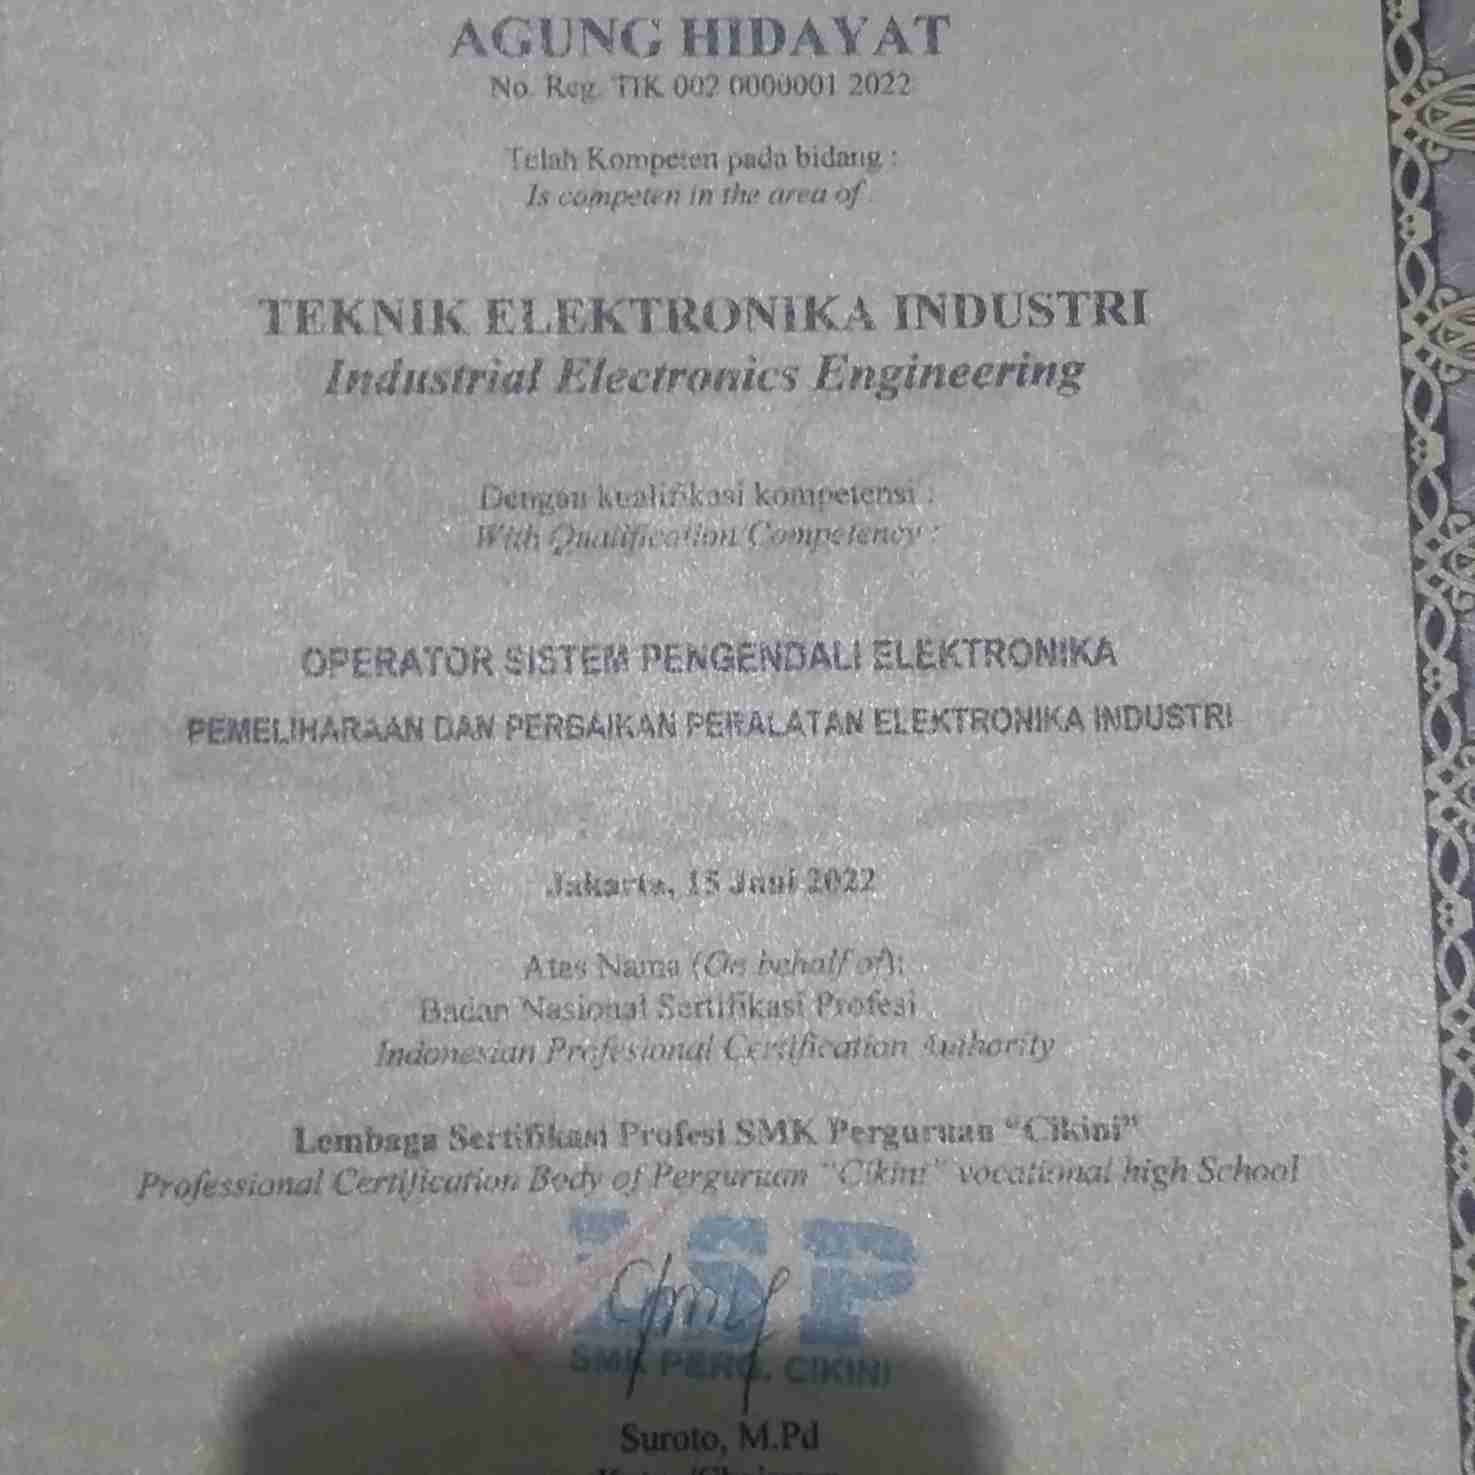 AGUNG HIDAYAT
No. Reg. TIK 002 0000001 2022
Telah Kompeten pada bidang :
Is competen in the area of
TEKNIK ELEKTRONIKA INDUSTRI
Industrial Electronics Engineering
Dengan kualifikasi kompetensi :
With Qualification/Competency :
OPERATOR SISTEM PENGENDALI ELEKTRONIKA
PEMELIHARAAN DAN PERBAIKAN PERALATAN ELEKTRONIKA INDUSTRI
Jakarta, 15 Juni 2022
Atas Nama (On behalf of):
Badan Nasional Sertifikasi Profesi
Indonesian Profesional Certification Authority
Lembaga Sertifikasi Profesi SMK Perguruan “Cikini”
Professional Certification Body of Perguruan “Cikini” vocational high School
LSP
SMK PERG. CIKINI
Suroto, M.Pd